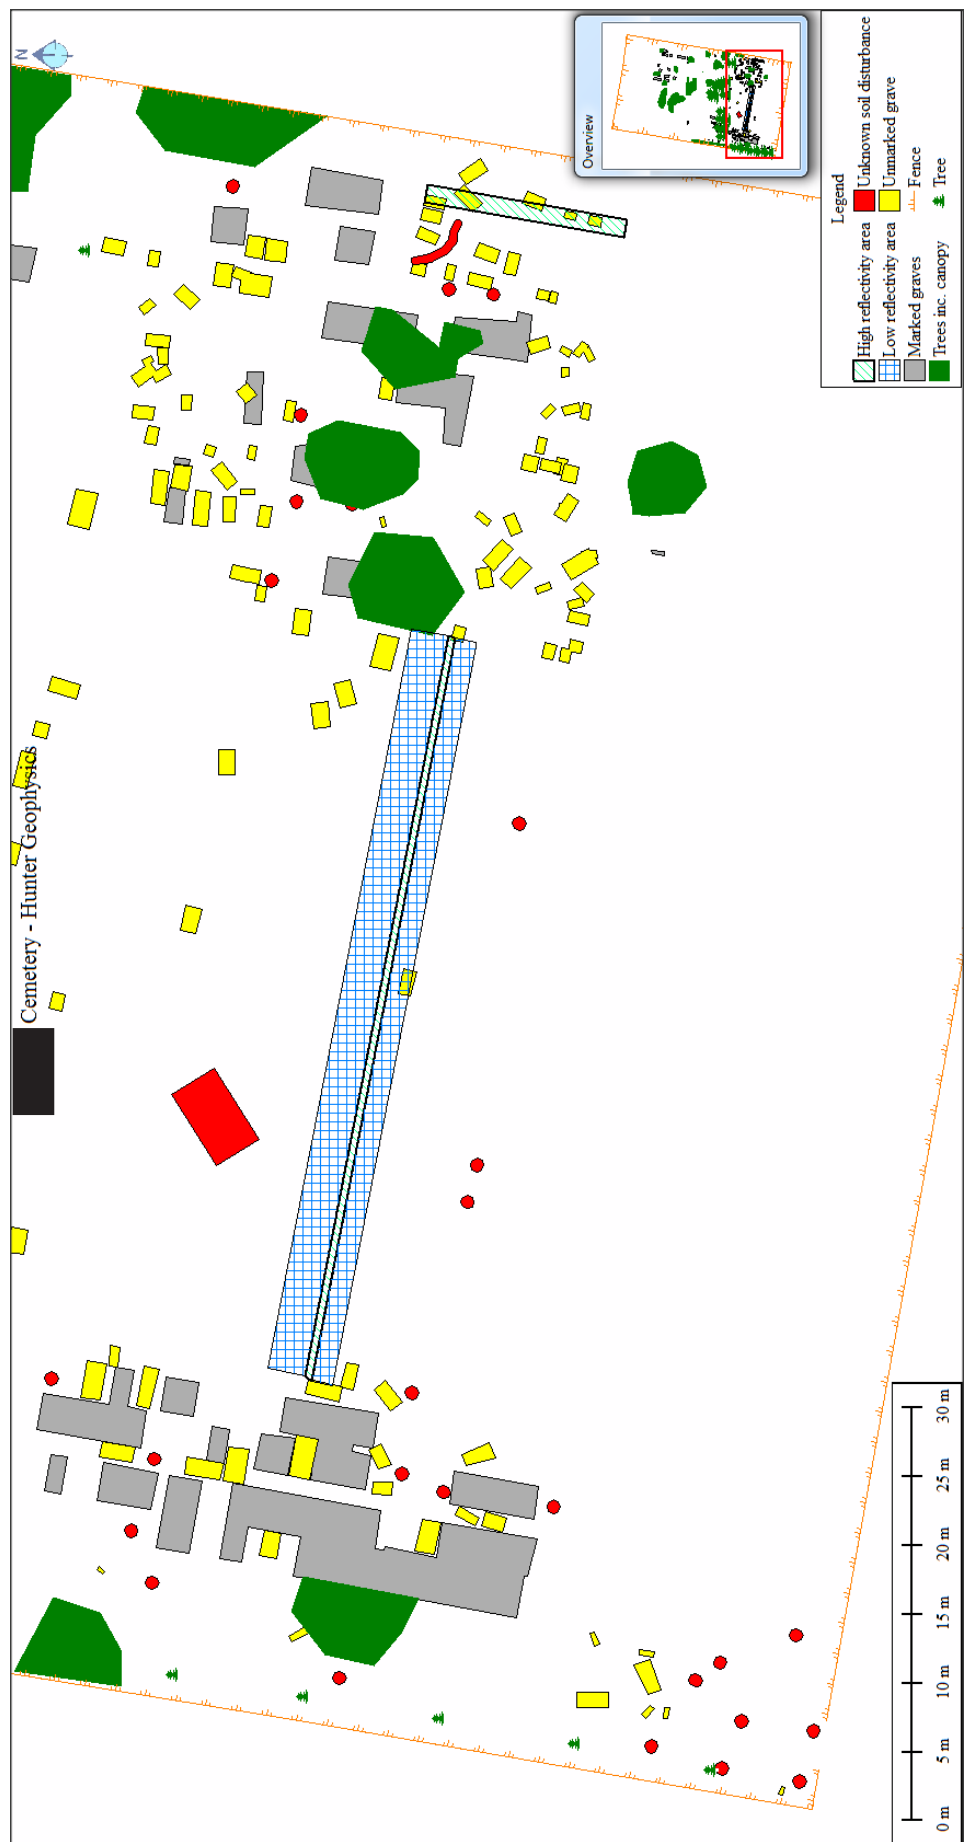 N
Cemetery - Hunter Geophysics
Overview
Legend
High reflectivity area
Unknown soil disturbance
Low reflectivity area
Unmarked grave
Marked graves
Fence
Trees inc. canopy
Tree
0 m 5 m 10 m 15 m 20 m 25 m 30 m